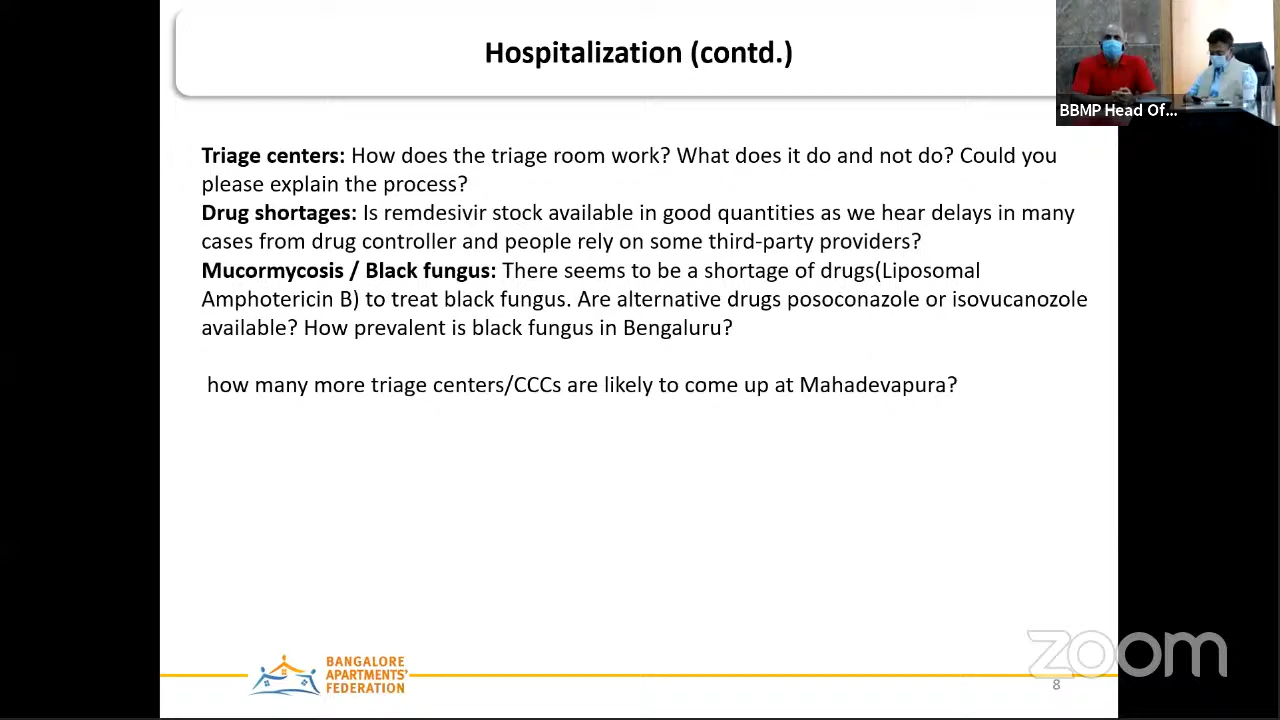 Hospitalization (contd.)
BBMP Head Of...
Triage centers: How does the triage room work? What does it do and not do? Could you
please explain the process?
Drug shortages: Is remdesivir stock available in good quantities as we hear delays in many
cases from drug controller and people rely on some third-party providers?
Mucormycosis / Black fungus: There seems to be a shortage of drugs(Liposomal
Amphotericin B) to treat black fungus. Are alternative drugs posoconazole or isovucanozole
available? How prevalent is black fungus in Bengaluru?
how many more triage centers/CCCs are likely to come up at Mahadevapura?
BANGALORE
APARTMENTS'
FEDERATION
zoom
8